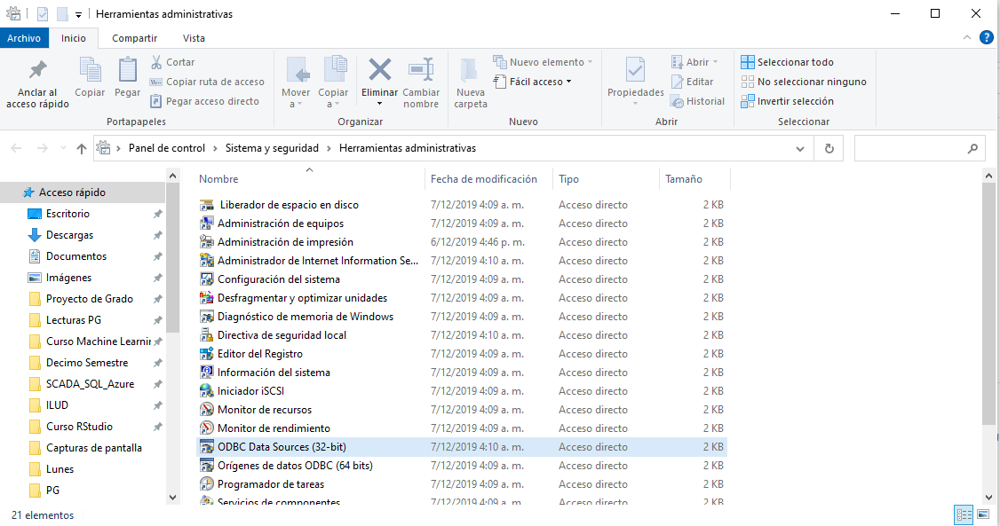 Herramientas administrativas
Archivo Inicio Compartir Vista
Anclar al acceso rápido
Copiar
Pegar
Cortar
Copiar ruta de acceso
Pegar acceso directo
Portapapeles
Mover a
Copiar a
Eliminar
Cambiar nombre
Organizar
Nueva carpeta
Nuevo elemento
Fácil acceso
Nuevo
Propiedades
Abrir
Editar
Historial
Abrir
Seleccionar todo
No seleccionar ninguno
Invertir selección
Seleccionar
Panel de control > Sistema y seguridad > Herramientas administrativas
Acceso rápido
Escritorio
Descargas
Documentos
Imágenes
Proyecto de Grado
Lecturas PG
Curso Machine Learnin
Decimo Semestre
SCADA_SQL_Azure
ILUD
Curso RStudio
Capturas de pantalla
Lunes
PG
Nombre Fecha de modificación Tipo Tamaño
Liberador de espacio en disco 7/12/2019 4:09 a. m. Acceso directo 2 KB
Administración de equipos 7/12/2019 4:09 a. m. Acceso directo 2 KB
Administración de impresión 6/12/2019 4:46 p. m. Acceso directo 2 KB
Administrador de Internet Information Se... 7/12/2019 4:10 a. m. Acceso directo 2 KB
Configuración del sistema 7/12/2019 4:09 a. m. Acceso directo 2 KB
Desfragmentar y optimizar unidades 7/12/2019 4:09 a. m. Acceso directo 2 KB
Diagnóstico de memoria de Windows 7/12/2019 4:09 a. m. Acceso directo 2 KB
Directiva de seguridad local 7/12/2019 4:10 a. m. Acceso directo 2 KB
Editor del Registro 7/12/2019 4:09 a. m. Acceso directo 2 KB
Información del sistema 7/12/2019 4:09 a. m. Acceso directo 2 KB
Iniciador iSCSI 7/12/2019 4:09 a. m. Acceso directo 2 KB
Monitor de recursos 7/12/2019 4:09 a. m. Acceso directo 2 KB
Monitor de rendimiento 7/12/2019 4:09 a. m. Acceso directo 2 KB
ODBC Data Sources (32-bit) 7/12/2019 4:10 a. m. Acceso directo 2 KB
Orígenes de datos ODBC (64 bits) 7/12/2019 4:09 a. m. Acceso directo 2 KB
Programador de tareas 7/12/2019 4:09 a. m. Acceso directo 2 KB
Servicios de componentes 7/12/2019 4:09 a. m. Acceso directo 2 KB
21 elementos